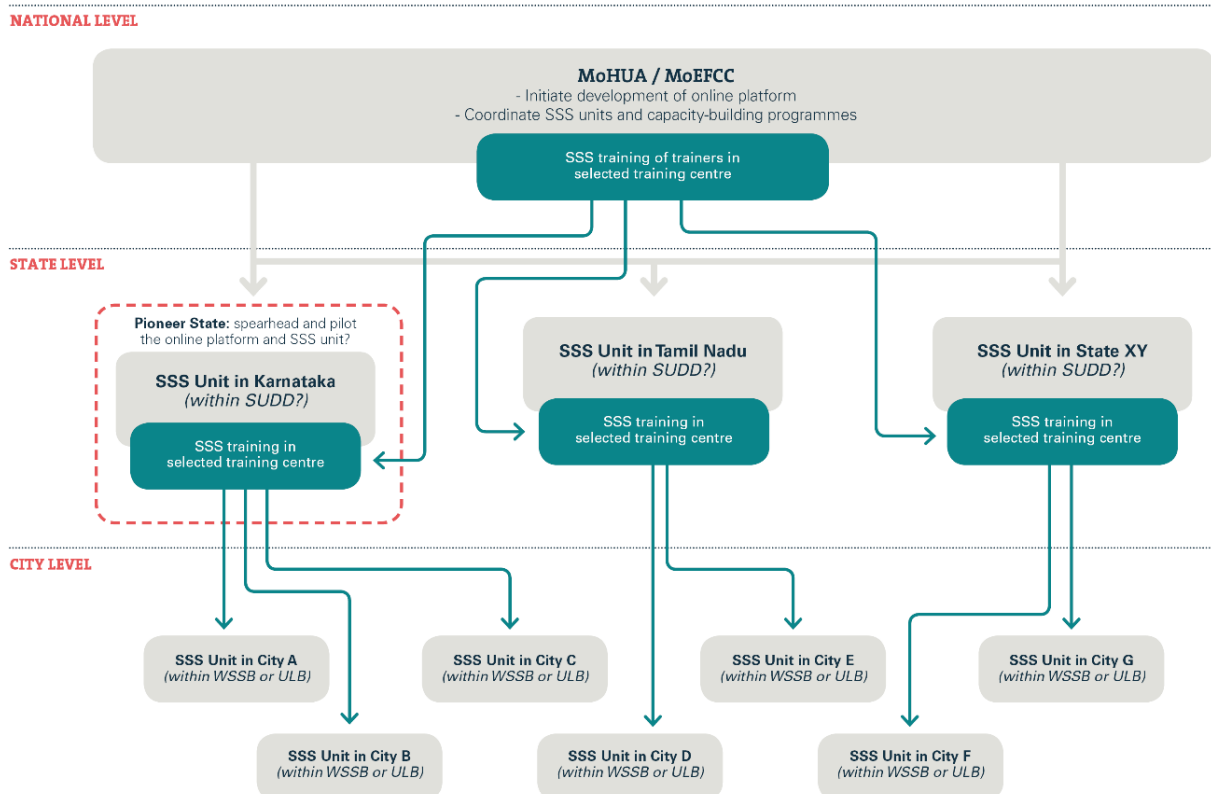 NATIONAL LEVEL
MoHUA / MoEFCC
- Initiate development of online platform
- Coordinate SSS units and capacity-building programmes
SSS training of trainers in
selected training centre
STATE LEVEL
Pioneer State: spearhead and pilot
the online platform and SSS unit?
SSS Unit in Karnataka
(within SUDD?)
SSS training in
selected training centre
SSS Unit in Tamil Nadu
(within SUDD?)
SSS training in
selected training centre
SSS Unit in State XY
(within SUDD?)
SSS training in
selected training centre
CITY LEVEL
SSS Unit in City A
(within WSSB or ULB)
SSS Unit in City B
(within WSSB or ULB)
SSS Unit in City C
(within WSSB or ULB)
SSS Unit in City D
(within WSSB or ULB)
SSS Unit in City E
(within WSSB or ULB)
SSS Unit in City F
(within WSSB or ULB)
SSS Unit in City G
(within WSSB or ULB)